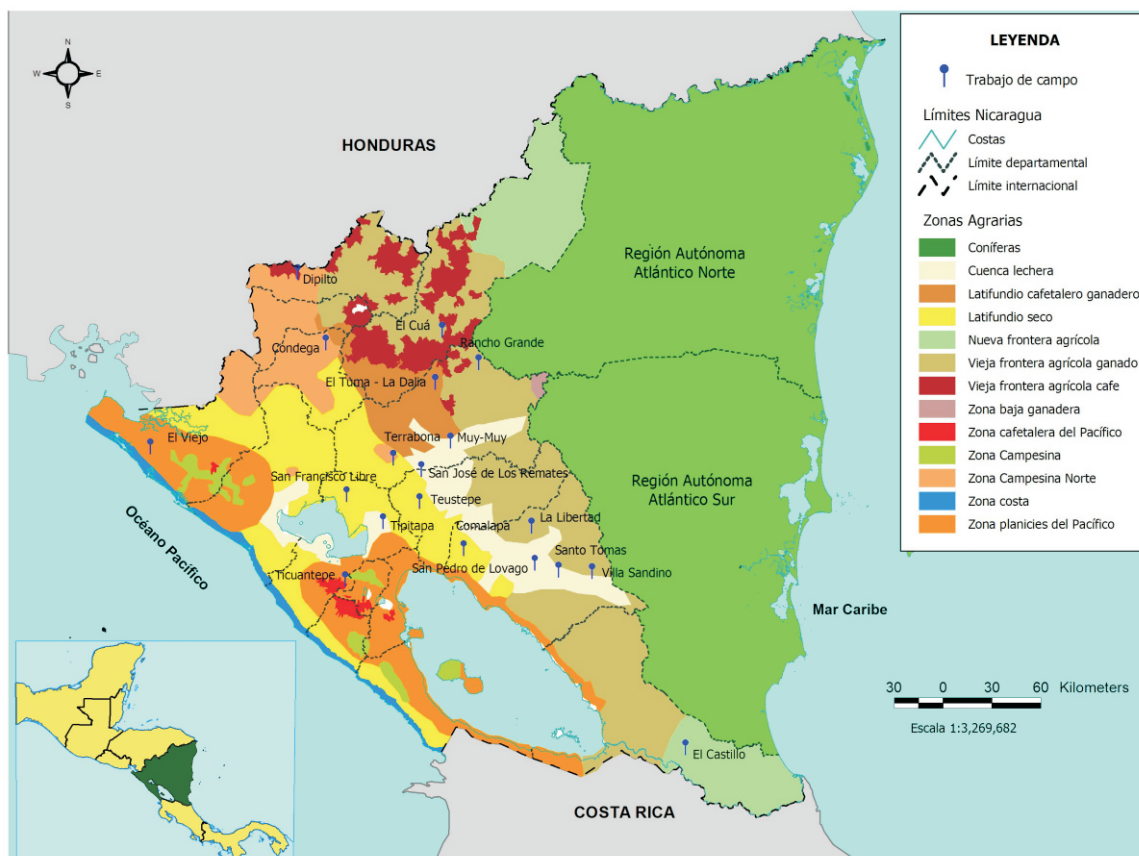 N
W
E
S
HONDURAS
Región Autónoma
Atlántico Norte
Dipilto
El Cuá
Condega
Rancho Grande
El Tuma - La Dalia
El Viejo
Terrabona
Muy-Muy
San José de Los Remates
San Francisco Libre
Teustepe
Región Autónoma
Atlántico Sur
Tipitapa
Comalapa
La Libertad
Santo Tómas
San Pedro de Lovago
Villa Sandino
Ticuantepe
Océano Pacífico
Mar Caribe
El Castillo
COSTA RICA
LEYENDA
Trabajo de campo
Límites Nicaragua
Costas
Límite departamental
Límite internacional
Zonas Agrarias
Coníferas
Cuenca lechera
Latifundio cafetalero ganadero
Latifundio seco
Nueva frontera agrícola
Vieja frontera agrícola ganado
Vieja frontera agrícola cafe
Zona baja ganadera
Zona cafetalera del Pacífico
Zona Campesina
Zona Campesina Norte
Zona costa
Zona planicies del Pacífico
30 0 30 60 Kilometers
Escala 1:3,269,682